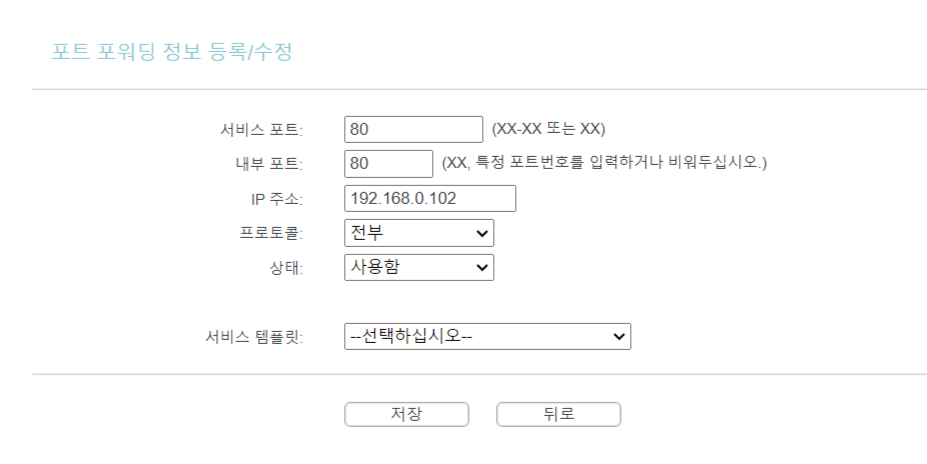 포트 포워딩 정보 등록/수정
서비스 포트: 80 (XX-XX 또는 XX)
내부 포트: 80 (XX, 특정 포트번호를 입력하거나 비워두십시오.)
IP 주소: 192.168.0.102
프로토콜: 전부
상태: 사용함
서비스 템플릿: --선택하십시오--
저장 뒤로